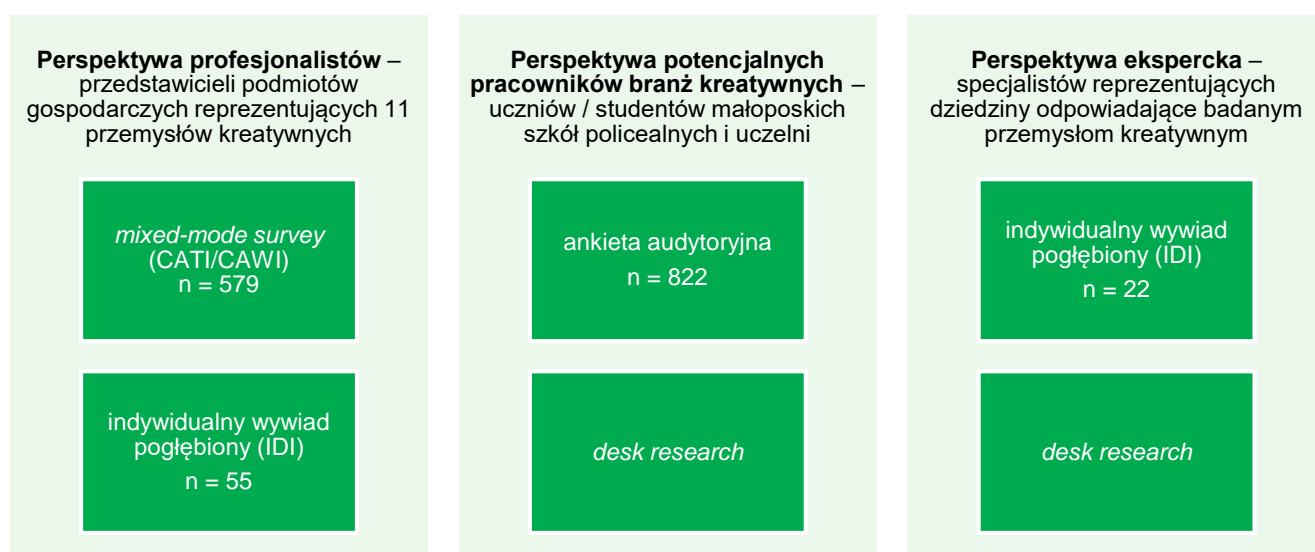 Perspektywa profesjonalistów –
przedstawicieli podmiotów
gospodarczych reprezentujących 11
przemysłów kreatywnych
mixed-mode survey
(CATI/CAWI)
n = 579
indywidualny wywiad
pogłębiony (IDI)
n = 55
Perspektywa potencjalnych
pracowników branż kreatywnych –
uczniów / studentów małoposkich
szkół policealnych i uczelni
ankieta audytoryjna
n = 822
desk research
Perspektywa ekspercka –
specjalistów reprezentujących
dziedziny odpowiadające badanym
przemysłom kreatywnym
indywidualny wywiad
pogłębiony (IDI)
n = 22
desk research